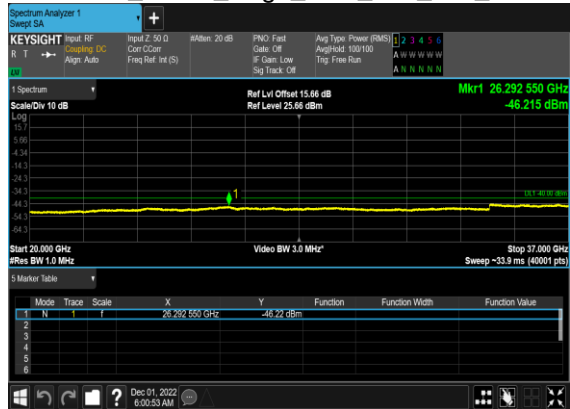 Spectrum Analyzer 1
Swept SA
+
KEYSIGHT Input: RF Input Z: 50 Ω #Atten: 20 dB PNO: Fast Avg Type: Power (RMS) 1 2 3 4 5 6
R T Coupling: DC Corr CCorr Gate: Off Avg|Hold: 100/100 A W W W W W
Align: Auto Freq Ref: Int (S) IF Gain: Low Trig: Free Run
LW Sig Track: Off A N N N N N
1 Spectrum Ref Lvl Offset 15.66 dB Mkr1 26.292 550 GHz
Scale/Div 10 dB Ref Level 25.66 dBm -46.215 dBm
Log
15.7
5.66
-4.34
-14.3
-24.3
-34.3
1
DL1 -40.00 dBm
-44.3
-54.3
-64.3
Start 20.000 GHz Video BW 3.0 MHz* Stop 37.000 GHz
#Res BW 1.0 MHz Sweep ~33.9 ms (40001 pts)
5 Marker Table
Mode Trace Scale X Y Function Function Width Function Value
1 N 1 f 26.292 550 GHz -46.22 dBm
2
3
4
5
6
? Dec 01, 2022
6:00:53 AM